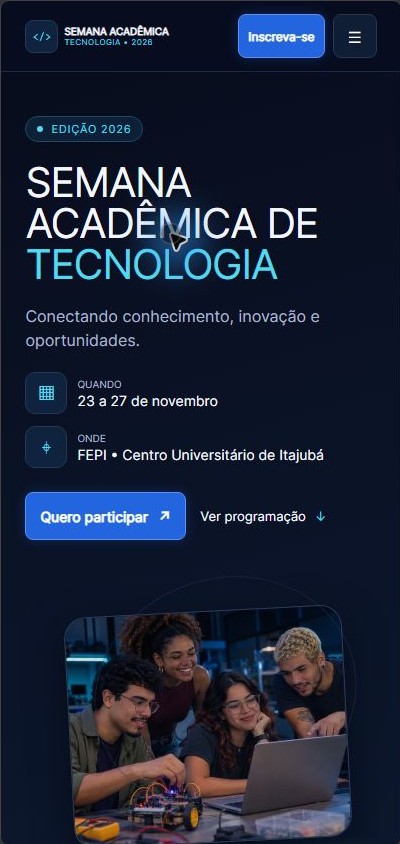 </>
SEMANA ACADÊMICA
TECNOLOGIA • 2026
Inscreva-se
EDIÇÃO 2026
SEMANA
ACADÊMICA DE
TECNOLOGIA
Conectando conhecimento, inovação e
oportunidades.
QUANDO
23 a 27 de novembro
ONDE
FEPI • Centro Universitário de Itajubá
Quero participar ↗
Ver programação ↓